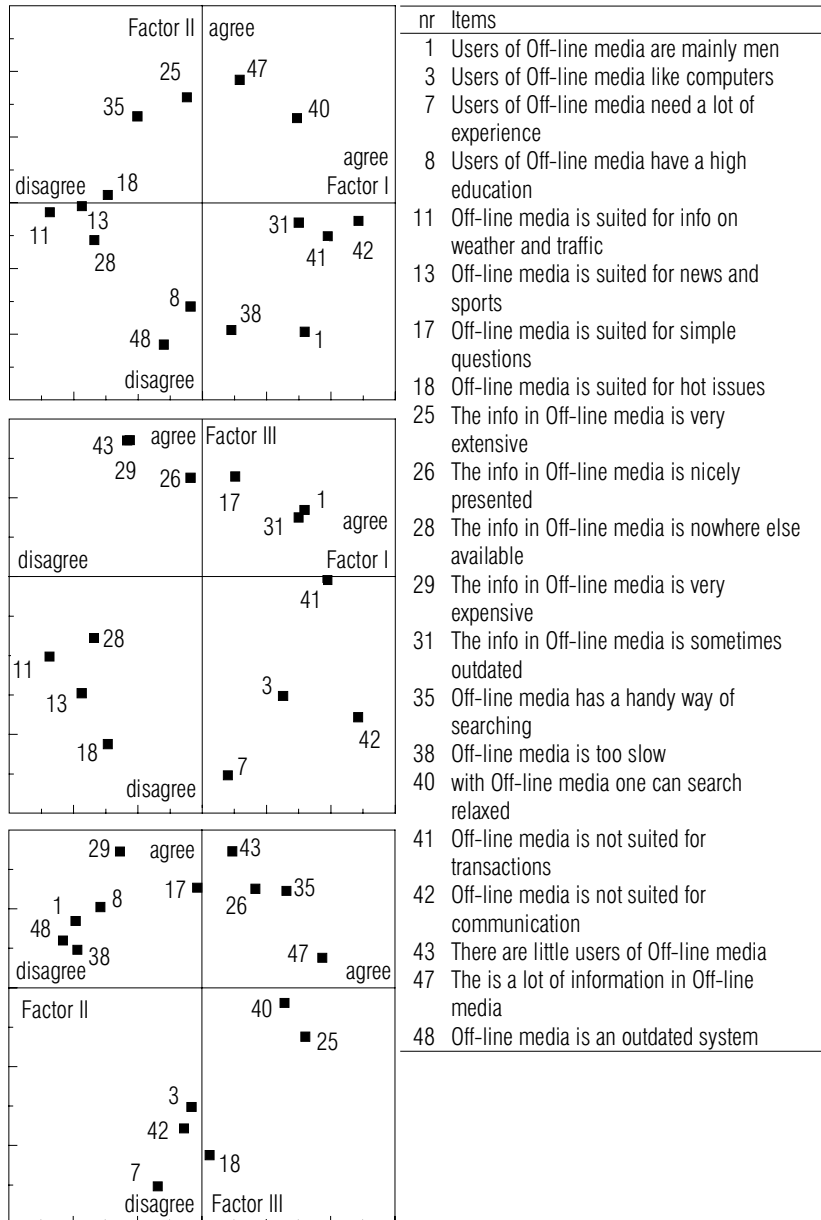 Factor II agree
25
47
35
40
agree
disagree
18
Factor I
11
13
28
31
41
42
8
38
48
1
disagree
43
agree Factor III
29
26
17
1
31
agree
disagree
Factor I
41
28
11
3
13
42
18
7
disagree
29
agree
43
17
26
35
1
8
48
38
47
disagree
agree
Factor II
40
25
3
42
18
7
disagree Factor III
nr Items
1 Users of Off-line media are mainly men
3 Users of Off-line media like computers
7 Users of Off-line media need a lot of
experience
8 Users of Off-line media have a high
education
11 Off-line media is suited for info on
weather and traffic
13 Off-line media is suited for news and
sports
17 Off-line media is suited for simple
questions
18 Off-line media is suited for hot issues
25 The info in Off-line media is very
extensive
26 The info in Off-line media is nicely
presented
28 The info in Off-line media is nowhere else
available
29 The info in Off-line media is very
expensive
31 The info in Off-line media is sometimes
outdated
35 Off-line media has a handy way of
searching
38 Off-line media is too slow
40 with Off-line media one can search
relaxed
41 Off-line media is not suited for
transactions
42 Off-line media is not suited for
communication
43 There are little users of Off-line media
47 The is a lot of information in Off-line
media
48 Off-line media is an outdated system